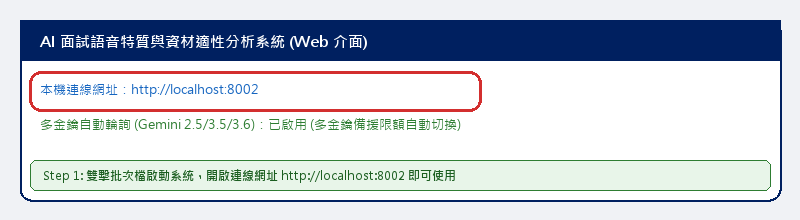 AI 面試語音特質與資材適性分析系統 (Web 介面)
本機連線網址：http://localhost:8002
多金鑰自動輪詢 (Gemini 2.5/3.5/3.6)：已啟用 (多金鑰備援限額自動切換)
Step 1: 雙擊批次檔啟動系統，開啟連線網址 http://localhost:8002 即可使用